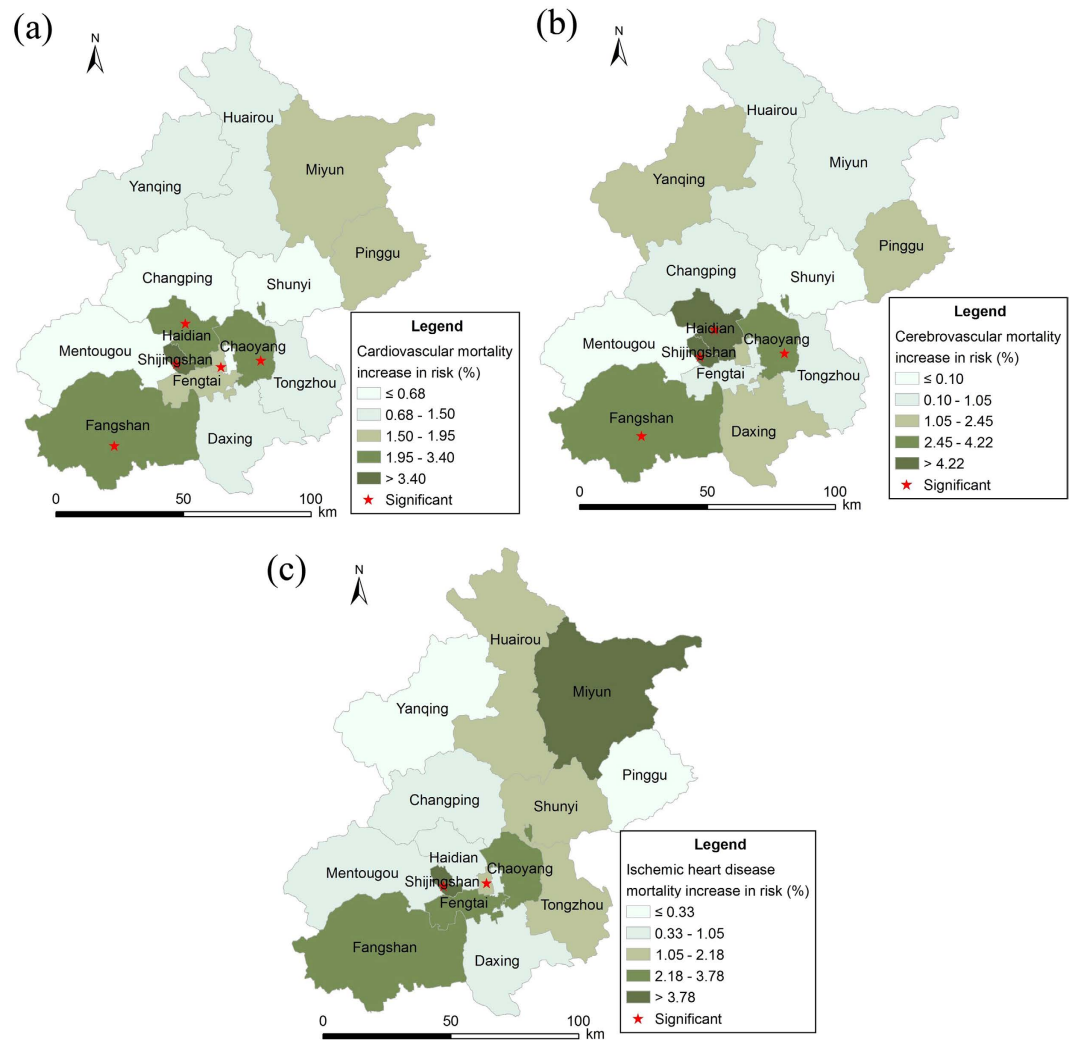 (a)
N
Huairou
Miyun
Yanqing
Pinggu
Changping
Shunyi
Haidian
Chaoyang
Mentougou
Shijingshan
Fengtai
Tongzhou
Fangshan
Daxing
0 50 100
km
Legend
Cardiovascular mortality
increase in risk (%)
≤ 0.68
0.68 - 1.50
1.50 - 1.95
1.95 - 3.40
> 3.40
Significant
(b)
N
Huairou
Miyun
Yanqing
Pinggu
Changping
Shunyi
Haidian
Chaoyang
Mentougou
Shijingshan
Fengtai
Tongzhou
Fangshan
Daxing
0 50 100
km
Legend
Cerebrovascular mortality
increase in risk (%)
≤ 0.10
0.10 - 1.05
1.05 - 2.45
2.45 - 4.22
> 4.22
Significant
(c)
N
Huairou
Miyun
Yanqing
Pinggu
Changping
Shunyi
Haidian
Chaoyang
Mentougou
Shijingshan
Fengtai
Tongzhou
Fangshan
Daxing
0 50 100
km
Legend
Ischemic heart disease
mortality increase in risk (%)
≤ 0.33
0.33 - 1.05
1.05 - 2.18
2.18 - 3.78
> 3.78
Significant